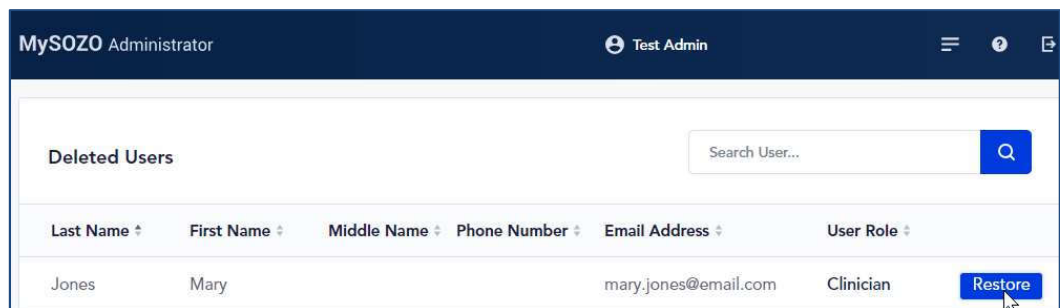 MySOZO Administrator Test Admin ?
Deleted Users Search User...
Last Name First Name Middle Name Phone Number Email Address User Role
Jones Mary mary.jones@email.com Clinician Restore